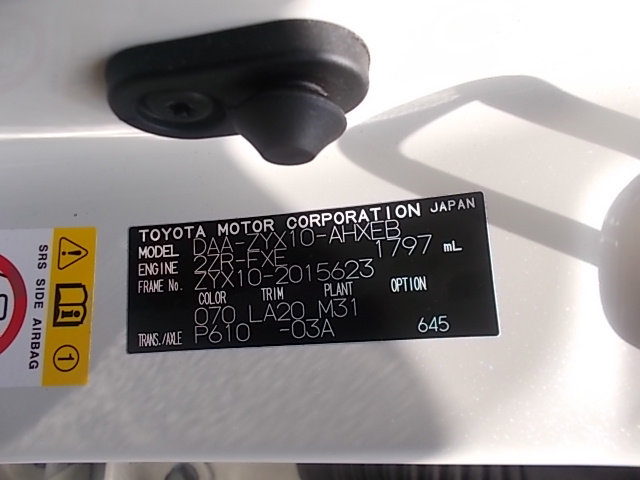 TOYOTA MOTOR CORPORATION JAPAN
MODEL DAA-ZYX10-AHXEB
ENGINE 2ZR-FXE 1797 mL
FRAME No. ZYX10-2015623
COLOR TRIM PLANT OPTION
070 LA20 M31
TRANS./AXLE P610 -03A 645
SRS SIDE AIRBAG
1